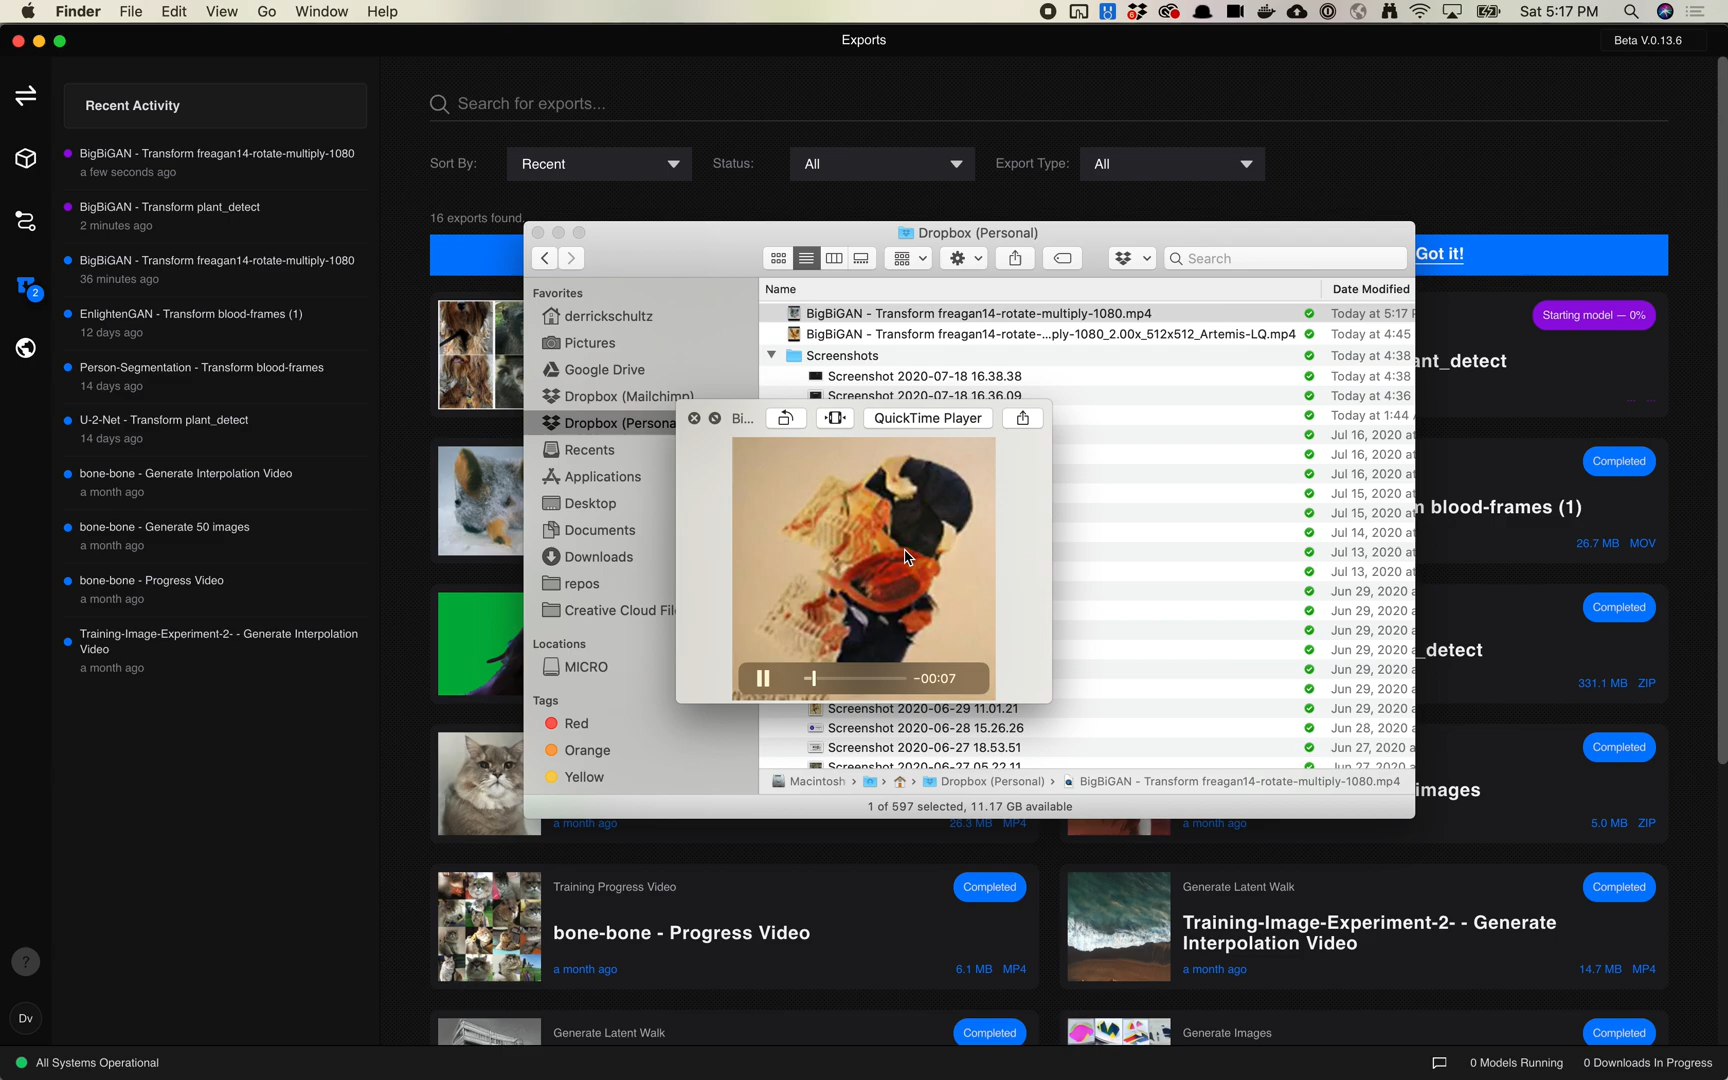 Finder File Edit View Go Window Help
Sat 5:17 PM
Exports
Beta V.0.13.6
Recent Activity
BigBiGAN - Transform freagan14-rotate-multiply-1080
a few seconds ago
BigBiGAN - Transform plant_detect
2 minutes ago
BigBiGAN - Transform freagan14-rotate-multiply-1080
36 minutes ago
EnlightenGAN - Transform blood-frames (1)
12 days ago
Person-Segmentation - Transform blood-frames
14 days ago
U-2-Net - Transform plant_detect
14 days ago
bone-bone - Generate Interpolation Video
a month ago
bone-bone - Generate 50 images
a month ago
bone-bone - Progress Video
a month ago
Training-Image-Experiment-2- - Generate Interpolation
Video
a month ago
2
?
Dv
Search for exports...
Sort By: Recent Status: All Export Type: All
16 exports found
Got it!
Dropbox (Personal)
Search
Favorites
derrickschultz
Pictures
Google Drive
Dropbox (Mailchimp)
Dropbox (Persona
Recents
Applications
Desktop
Documents
Downloads
repos
Creative Cloud Fil
Locations
MICRO
Tags
Red
Orange
Yellow
Name Date Modified
BigBiGAN - Transform freagan14-rotate-multiply-1080.mp4 Today at 5:17 P
BigBiGAN - Transform freagan14-rotate-...ply-1080_2.00x_512x512_Artemis-LQ.mp4 Today at 4:45
Screenshots Today at 4:38
Screenshot 2020-07-18 16.38.38 Today at 4:38
Screenshot 2020-07-18 16.36.09 Today at 4:36
Today at 1:44
Jul 16, 2020 at
Jul 16, 2020 at
Jul 16, 2020 at
Jul 15, 2020 at
Jul 15, 2020 at
Jul 14, 2020 at
Jul 13, 2020 at
Jul 13, 2020 at
Jun 29, 2020 a
Jun 29, 2020 a
Jun 29, 2020 a
Jun 29, 2020 a
Jun 29, 2020 a
Jun 29, 2020 a
Screenshot 2020-06-29 11.01.21 Jun 29, 2020 a
Screenshot 2020-06-28 15.26.26 Jun 28, 2020 a
Screenshot 2020-06-27 18.53.51 Jun 27, 2020 a
Screenshot 2020-06-27 05.22.11 Jun 27, 2020 a
Macintosh › › › Dropbox (Personal) › BigBiGAN - Transform freagan14-rotate-multiply-1080.mp4
1 of 597 selected, 11.17 GB available
Bi...
QuickTime Player
-00:07
Starting model — 0%
ant_detect
Completed
n blood-frames (1)
26.7 MB MOV
Completed
_detect
331.1 MB ZIP
Completed
images
a month ago 26.3 MB MP4
a month ago 5.0 MB ZIP
Training Progress Video Completed
bone-bone - Progress Video
a month ago 6.1 MB MP4
Generate Latent Walk Completed
Training-Image-Experiment-2- - Generate
Interpolation Video
a month ago 14.7 MB MP4
Generate Latent Walk Completed
Generate Images Completed
All Systems Operational
0 Models Running 0 Downloads In Progress